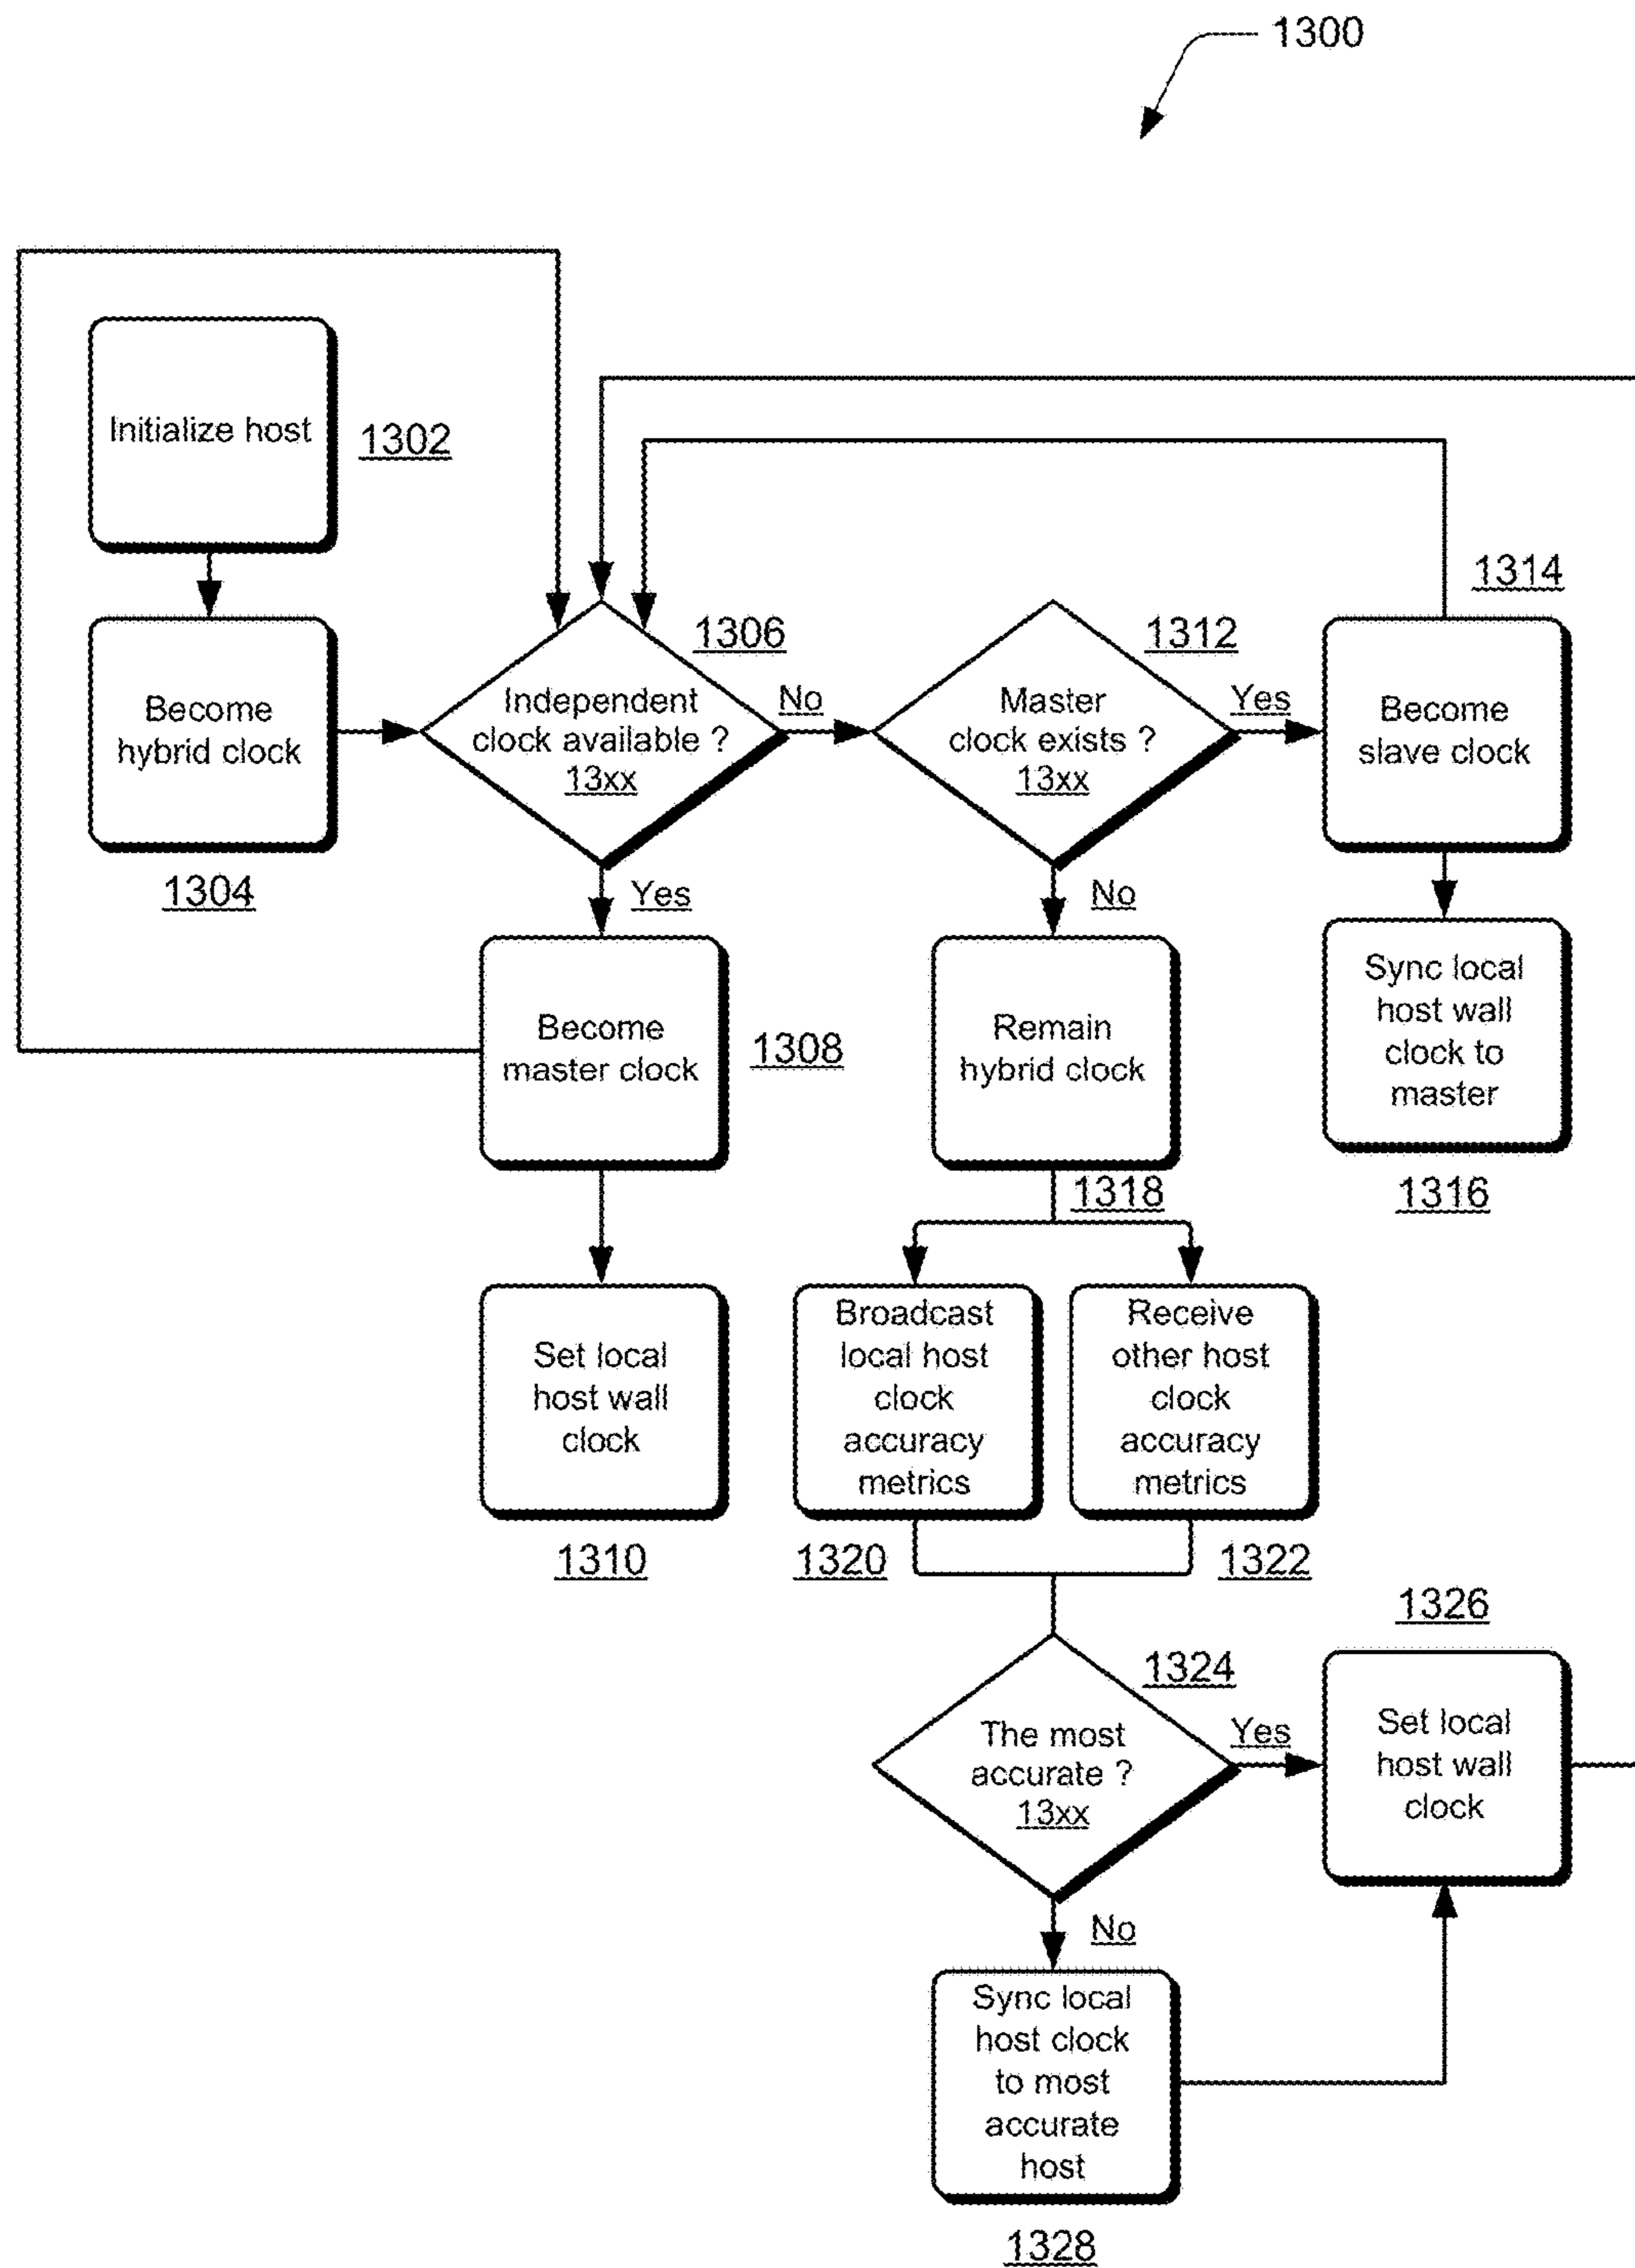 1300
Initialize host
1302
Become
hybrid clock
1304
1306
Independent
clock available ?
13xx
No
Yes
1312
Master
clock exists ?
13xx
Yes
No
1314
Become
slave clock
Sync local
host wall
clock to
master
1316
Become
master clock
1308
Set local
host wall
clock
1310
Remain
hybrid clock
1318
Broadcast
local host
clock
accuracy
metrics
1320
Receive
other host
clock
accuracy
metrics
1322
1324
The most
accurate ?
13xx
Yes
No
1326
Set local
host wall
clock
Sync local
host clock
to most
accurate
host
1328